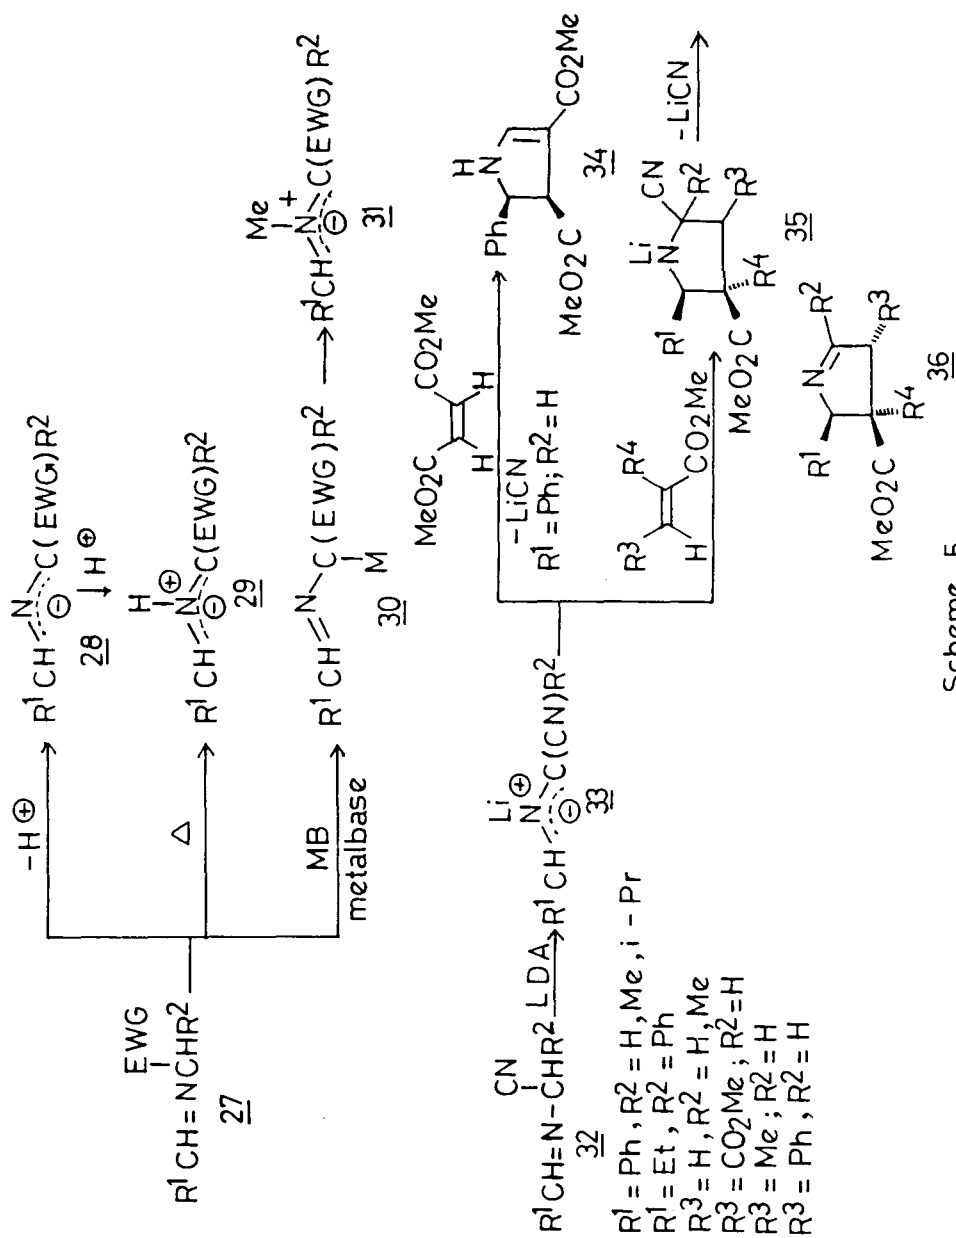 EWG
R1CH=NCHR2
27
-H⊕
R1CH=N=C(EWG)R2
⊖
28
↓H⊕
Δ
H
⊕
R1CH=N=C(EWG)R2
⊖
29
MB
metalbase
R1CH=N-C(EWG)R2
M
30
Me
+
R1CH=N=C(EWG)R2
⊖
31
CN
R1CH=N-CHR2
32
LDA
Li
⊕
R1CH=N=C(CN)R2
⊖
33
R1=Ph, R2=H, Me, i-Pr
R1=Et, R2=Ph
R3=H, R2=H, Me
R3=CO2Me; R2=H
R3=Me; R2=H
R3=Ph, R2=H
MeO2C CO2Me
H H
-LiCN
R1=Ph; R2=H
H
Ph N
MeO2C CO2Me
34
R3 R4
H CO2Me
Li CN
R1 N R2
MeO2C R4 R3
35
-LiCN
R1 N R2
MeO2C R4 R3
36
Scheme 5